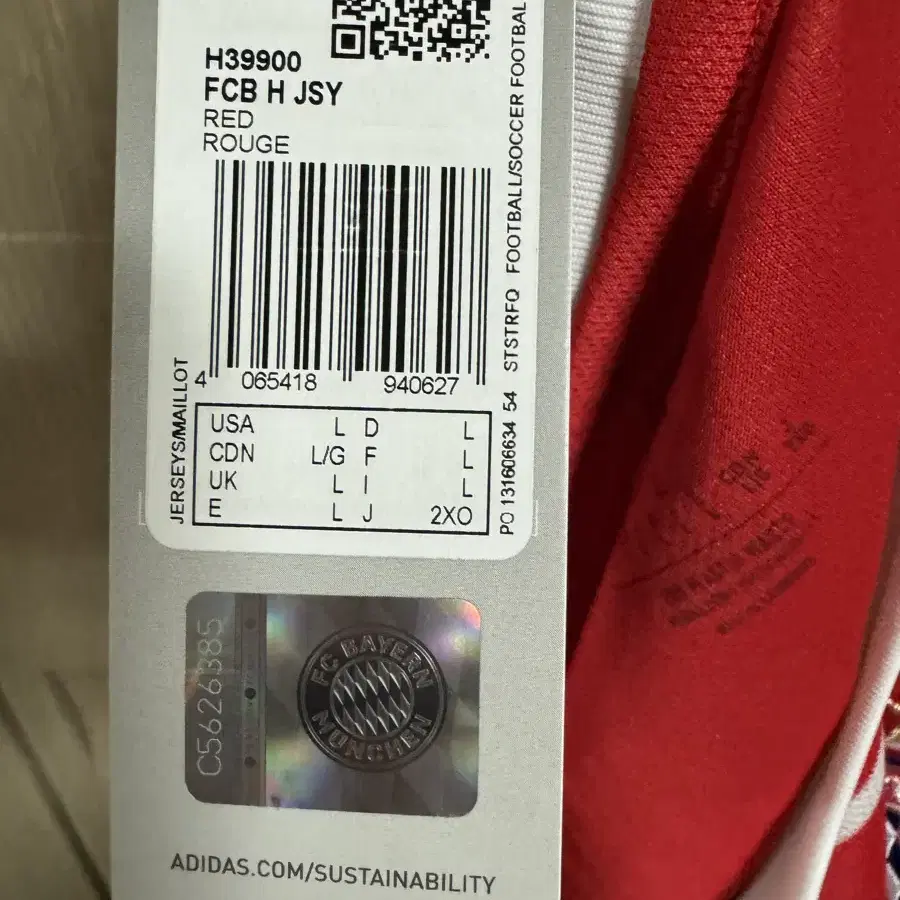 H39900
FCB H JSY
RED
ROUGE
4 065418 940627
JERSEYS/MAILLOT
USA L D L
CDN L/G F L
UK L I L
E L J 2XO
PO 131606634 54 STSTRFO FOOTBALL/SOCCER FOOTBAL
C5626385
FC BAYERN
MÜNCHEN
ADIDAS.COM/SUSTAINABILITY